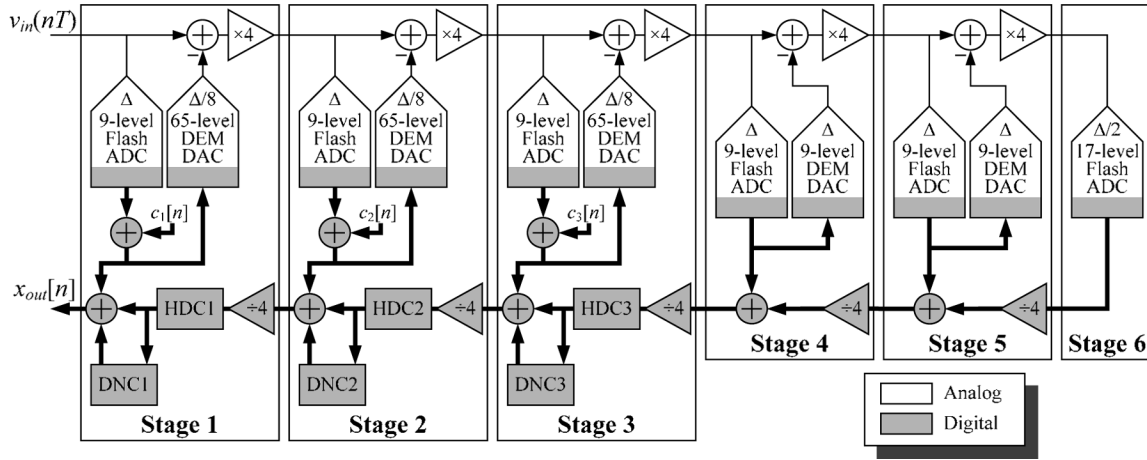 v_in(nT)
×4
×4
×4
×4
×4
Δ
9-level
Flash
ADC
Δ/8
65-level
DEM
DAC
Δ
9-level
Flash
ADC
Δ/8
65-level
DEM
DAC
Δ
9-level
Flash
ADC
Δ/8
65-level
DEM
DAC
Δ
9-level
Flash
ADC
Δ
9-level
DEM
DAC
Δ
9-level
Flash
ADC
Δ
9-level
DEM
DAC
Δ/2
17-level
Flash
ADC
c_1[n]
c_2[n]
c_3[n]
x_out[n]
HDC1
÷4
HDC2
÷4
HDC3
÷4
÷4
÷4
DNC1
DNC2
DNC3
Stage 1
Stage 2
Stage 3
Stage 4
Stage 5
Stage 6
Analog
Digital